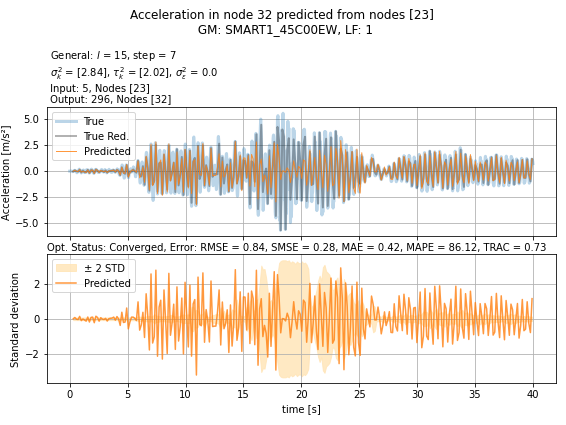 Acceleration in node 32 predicted from nodes [23]
GM: SMART1_45C00EW, LF: 1
General: l = 15, step = 7
σ²ₖ = [2.84], τ²ₖ = [2.02], σ²ε = 0.0
Input: 5, Nodes [23]
Output: 296, Nodes [32]
Acceleration [m/s²]
5.0
2.5
0.0
−2.5
−5.0
True
True Red.
Predicted
Opt. Status: Converged, Error: RMSE = 0.84, SMSE = 0.28, MAE = 0.42, MAPE = 86.12, TRAC = 0.73
Standard deviation
2
0
−2
± 2 STD
Predicted
0 5 10 15 20 25 30 35 40
time [s]